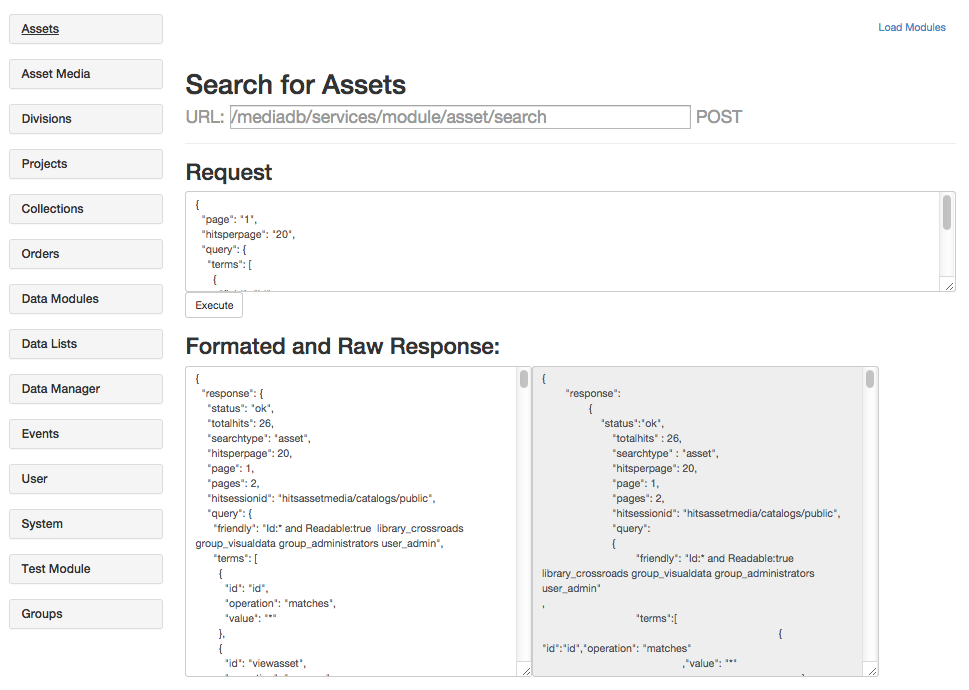 Assets
Asset Media
Divisions
Projects
Collections
Orders
Data Modules
Data Lists
Data Manager
Events
User
System
Test Module
Groups
Load Modules
Search for Assets
URL: /mediadb/services/module/asset/search POST
Request
{
"page": "1",
"hitsperpage": "20",
"query": {
"terms": [
{
Execute
Formated and Raw Response:
{
"response": {
"status": "ok",
"totalhits": 26,
"searchtype": "asset",
"hitsperpage": 20,
"page": 1,
"pages": 2,
"hitsessionid": "hitsassetmedia/catalogs/public",
"query": {
"friendly": "Id:* and Readable:true  library_crossroads
group_visualdata group_administrators user_admin",
"terms": [
{
"id": "id",
"operation": "matches",
"value": "*"
},
{
"id": "viewasset",
{
"response":
{
"status":"ok",
"totalhits" : 26,
"searchtype" : "asset",
"hitsperpage": 20,
"page": 1,
"pages": 2,
"hitsessionid": "hitsassetmedia/catalogs/public",
"query":
{
"friendly": "Id:* and Readable:true
library_crossroads group_visualdata group_administrators
user_admin"
,
"terms":[
{
"id":"id","operation": "matches"
,"value": "*"